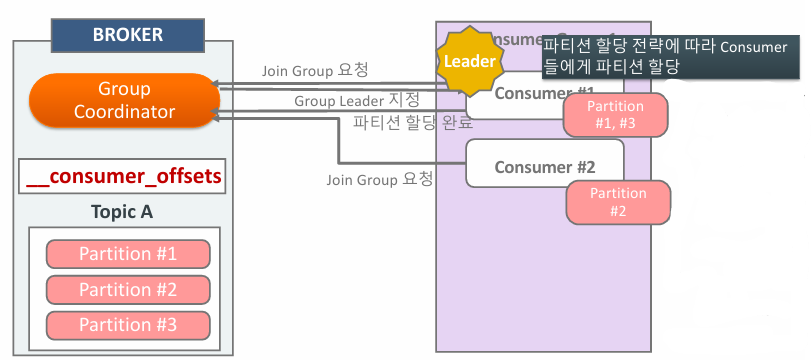 BROKER
Group
Coordinator
__consumer_offsets
Topic A
Partition #1
Partition #2
Partition #3
Join Group 요청
Group Leader 지정
파티션 할당 완료
Join Group 요청
Leader
파티션 할당 전략에 따라 Consumer
들에게 파티션 할당
Consumer #1
Partition
#1, #3
Consumer #2
Partition
#2